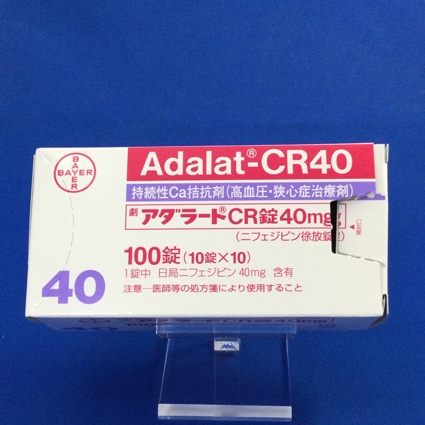 BAYER
BAYER
Adalat®-CR40
持続性Ca拮抗剤(高血圧・狭心症治療剤)
劇 アダラート®CR錠40mg
(ニフェジピン徐放錠)
100錠(10錠×10)
1錠中 日局ニフェジピン 40mg 含有
注意―医師等の処方箋により使用すること
40
開封口